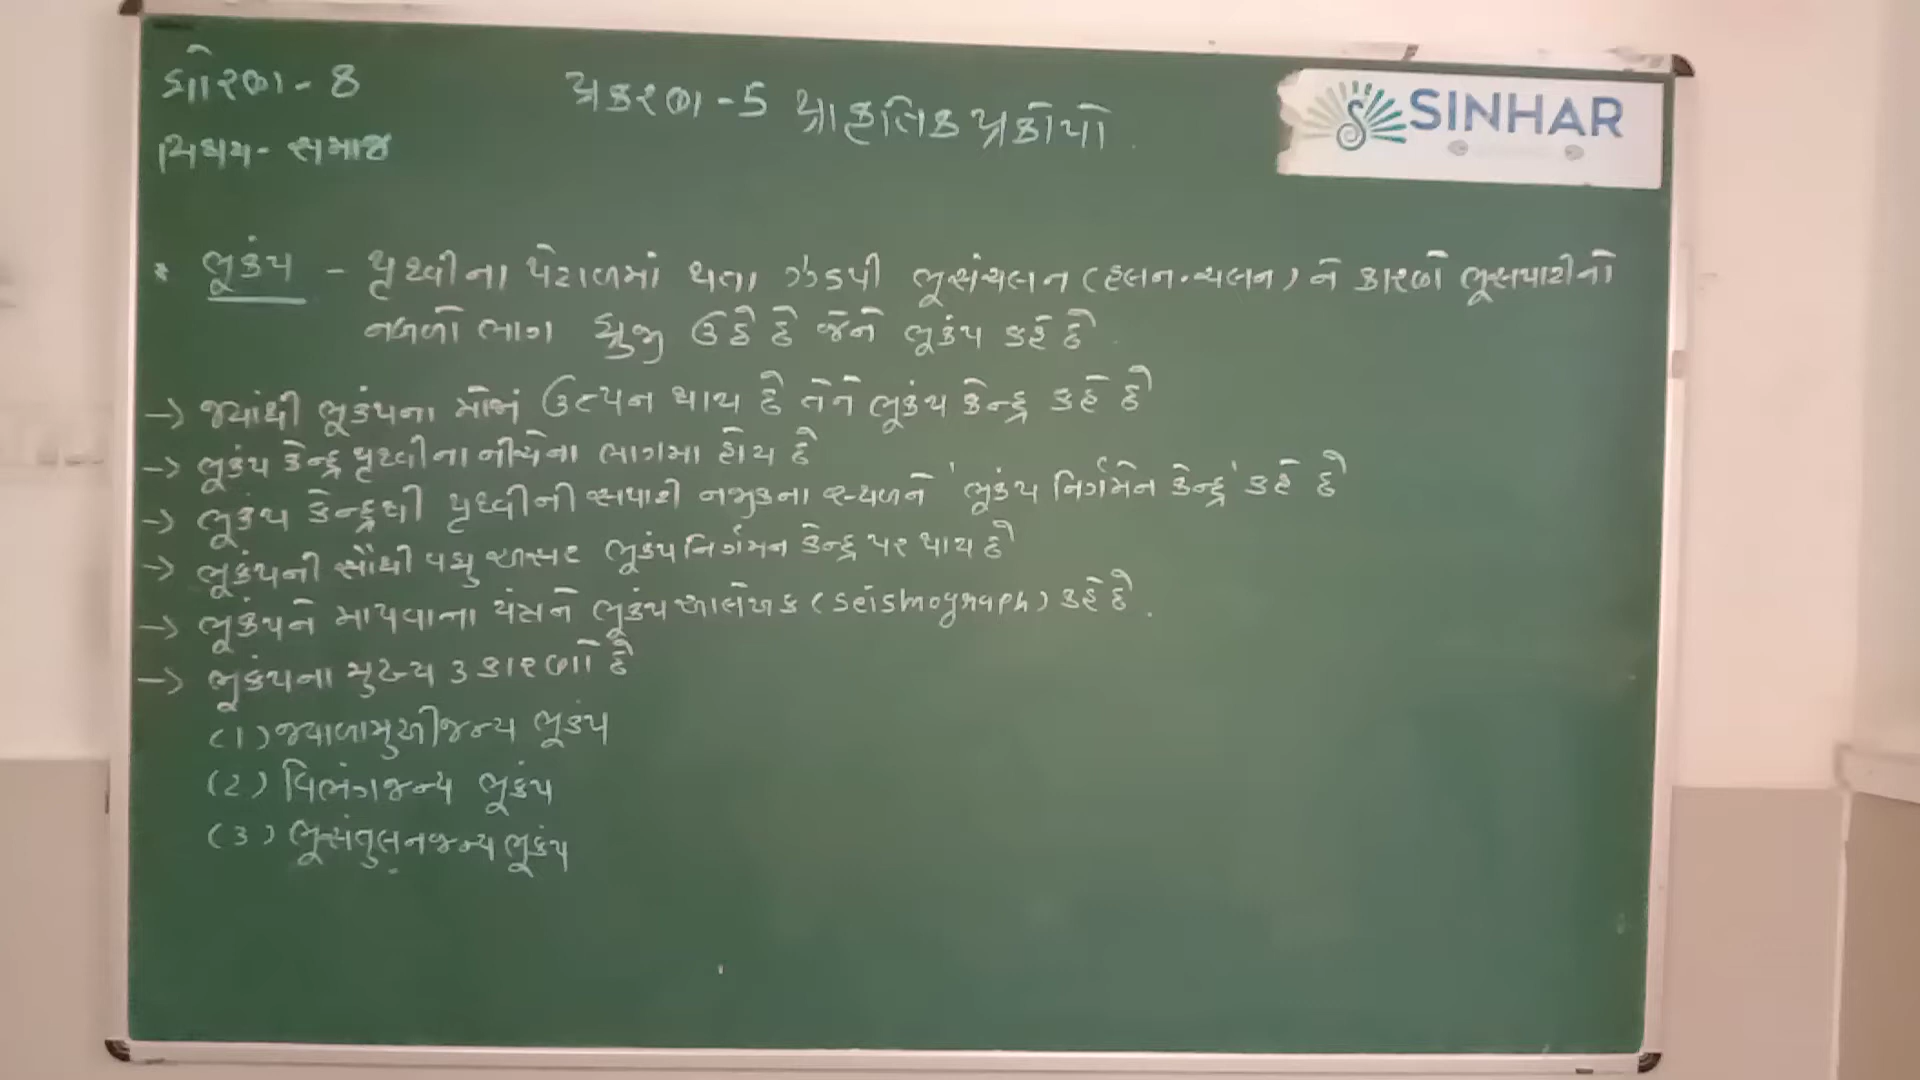 ધોરણ - 8
પ્રકરણ - 5 પ્રાકૃતિક પ્રકોપો
SINHAR
વિષય - સમાજ
* ભૂકંપ - પૃથ્વીના પેટાળમાં થતા ઝડપી ભૂસંચલન (હલન-ચલન) ને કારણે ભૂસપાટીનો
નબળો ભાગ ધ્રુજી ઉઠે છે જેને ભૂકંપ કહે છે.
-> જ્યાંથી ભૂકંપના મોજાં ઉત્પન થાય છે તેને ભૂકંપ કેન્દ્ર કહે છે
-> ભૂકંપ કેન્દ્ર પૃથ્વીના નીચેના ભાગમા હોય છે
-> ભૂકંપ કેન્દ્રથી પૃથ્વીની સપાટી નજીકના સ્થળને 'ભૂકંપ નિર્ગમન કેન્દ્ર' કહે છે
-> ભૂકંપની સૌથી વધુ અસર ભૂકંપ નિર્ગમન કેન્દ્ર પર થાય છે
-> ભૂકંપને માપવાના યંત્રને ભૂકંપ આલેખક (seismograph) કહે છે.
-> ભૂકંપના મુખ્ય 3 કારણો છે
(1) જ્વાળામુખીજન્ય ભૂકંપ
(2) વિભંગજન્ય ભૂકંપ
(3) ભૂસંતુલનજન્ય ભૂકંપ